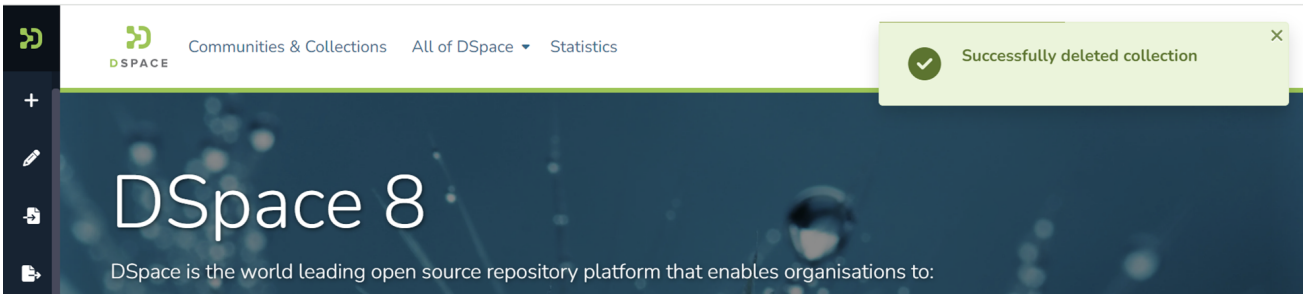 DSPACE
Communities & Collections All of DSpace Statistics
Successfully deleted collection
DSpace 8
DSpace is the world leading open source repository platform that enables organisations to: